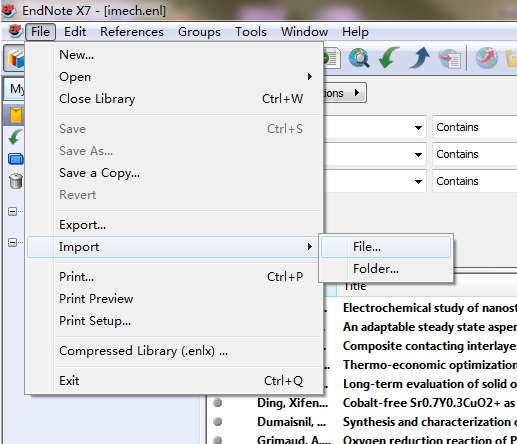 EndNote X7 - [imech.enl]
File Edit References Groups Tools Window Help
New...
Open
Close Library Ctrl+W
Save Ctrl+S
Save As...
Save a Copy...
Revert
Export...
Import
Print... Ctrl+P
Print Preview
Print Setup...
Compressed Library (.enlx) ...
Exit Ctrl+Q
File...
Folder...
My
ions
Contains
Contains
Contains
Title
Electrochemical study of nanost
An adaptable steady state asper
Composite contacting interlaye
Thermo-economic optimization
Long-term evaluation of solid o
Ding, Xifen... Cobalt-free Sr0.7Y0.3CuO2+ as
Dumaisnil, ... Synthesis and characterization o
Grimaud, A.... Oxygen reduction reaction of P